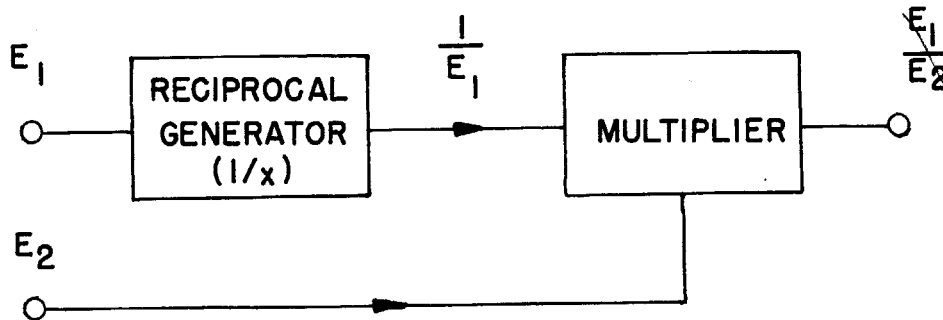 E₁
RECIPROCAL
GENERATOR
(1/x)
1/E₁
MULTIPLIER
E₁/E₂
E₂